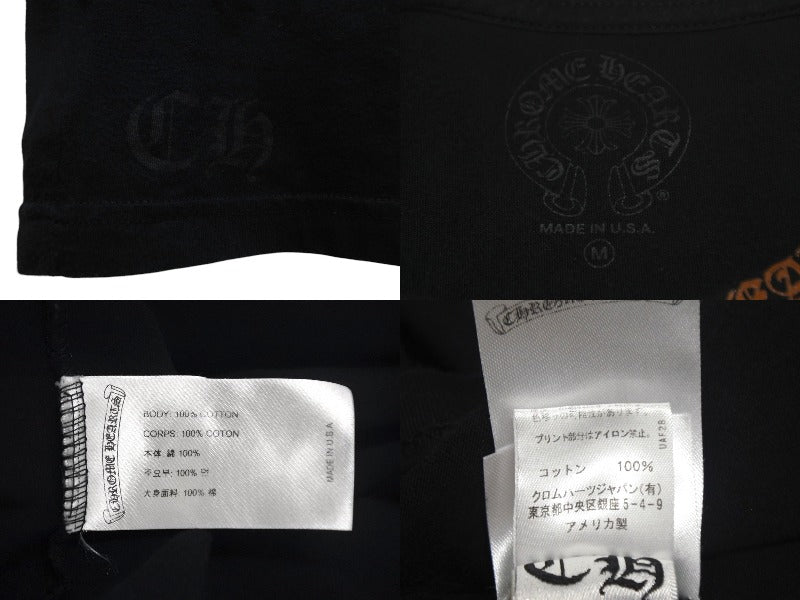 CH
CHROME HEARTS
®
MADE IN U.S.A.
M
CHROME HEARTS
BODY: 100% COTTON
CORPS: 100% COTON
本体: 綿 100%
주요부: 100% 면
大身面料: 100% 棉
MADE IN U.S.A
プリント部分はアイロン禁止。
UAF28
コットン 100%
クロムハーツジャパン(有)
東京都中央区銀座5-4-9
アメリカ製
CH